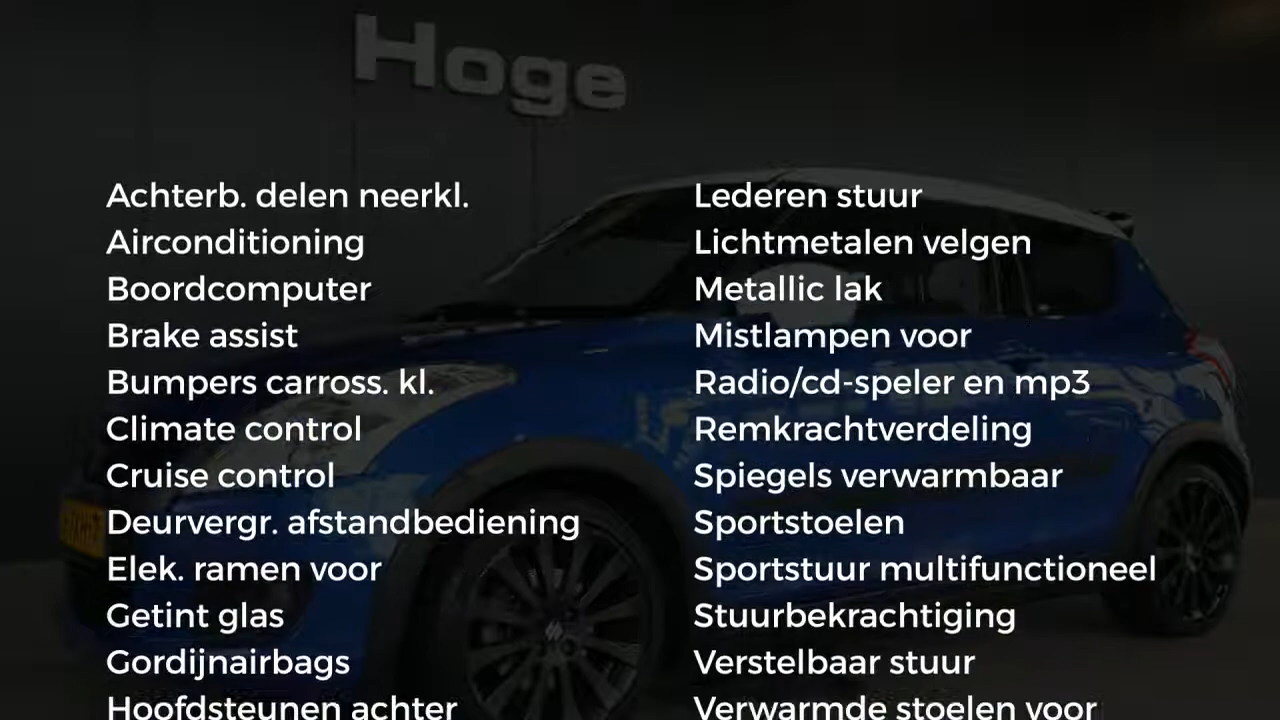 Hoge
Achterb. delen neerkl.
Airconditioning
Boordcomputer
Brake assist
Bumpers carross. kl.
Climate control
Cruise control
Deurvergr. afstandbediening
Elek. ramen voor
Getint glas
Gordijnairbags
Hoofdsteunen achter
Lederen stuur
Lichtmetalen velgen
Metallic lak
Mistlampen voor
Radio/cd-speler en mp3
Remkrachtverdeling
Spiegels verwarmbaar
Sportstoelen
Sportstuur multifunctioneel
Stuurbekrachtiging
Verstelbaar stuur
Verwarmde stoelen voor